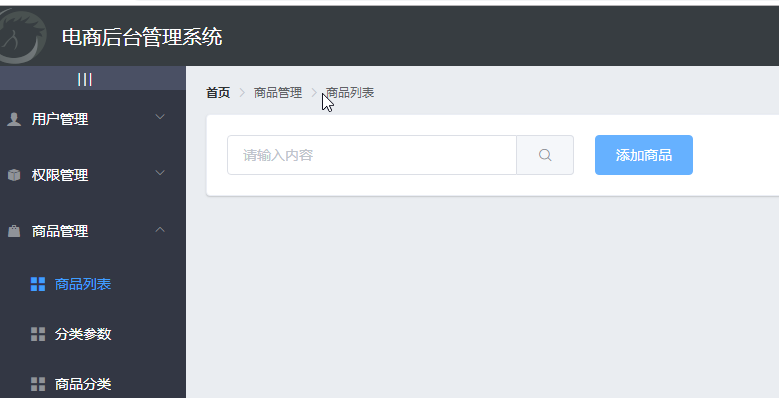 电商后台管理系统
|||
首页 > 商品管理 > 商品列表
用户管理
请输入内容
添加商品
权限管理
商品管理
商品列表
分类参数
商品分类